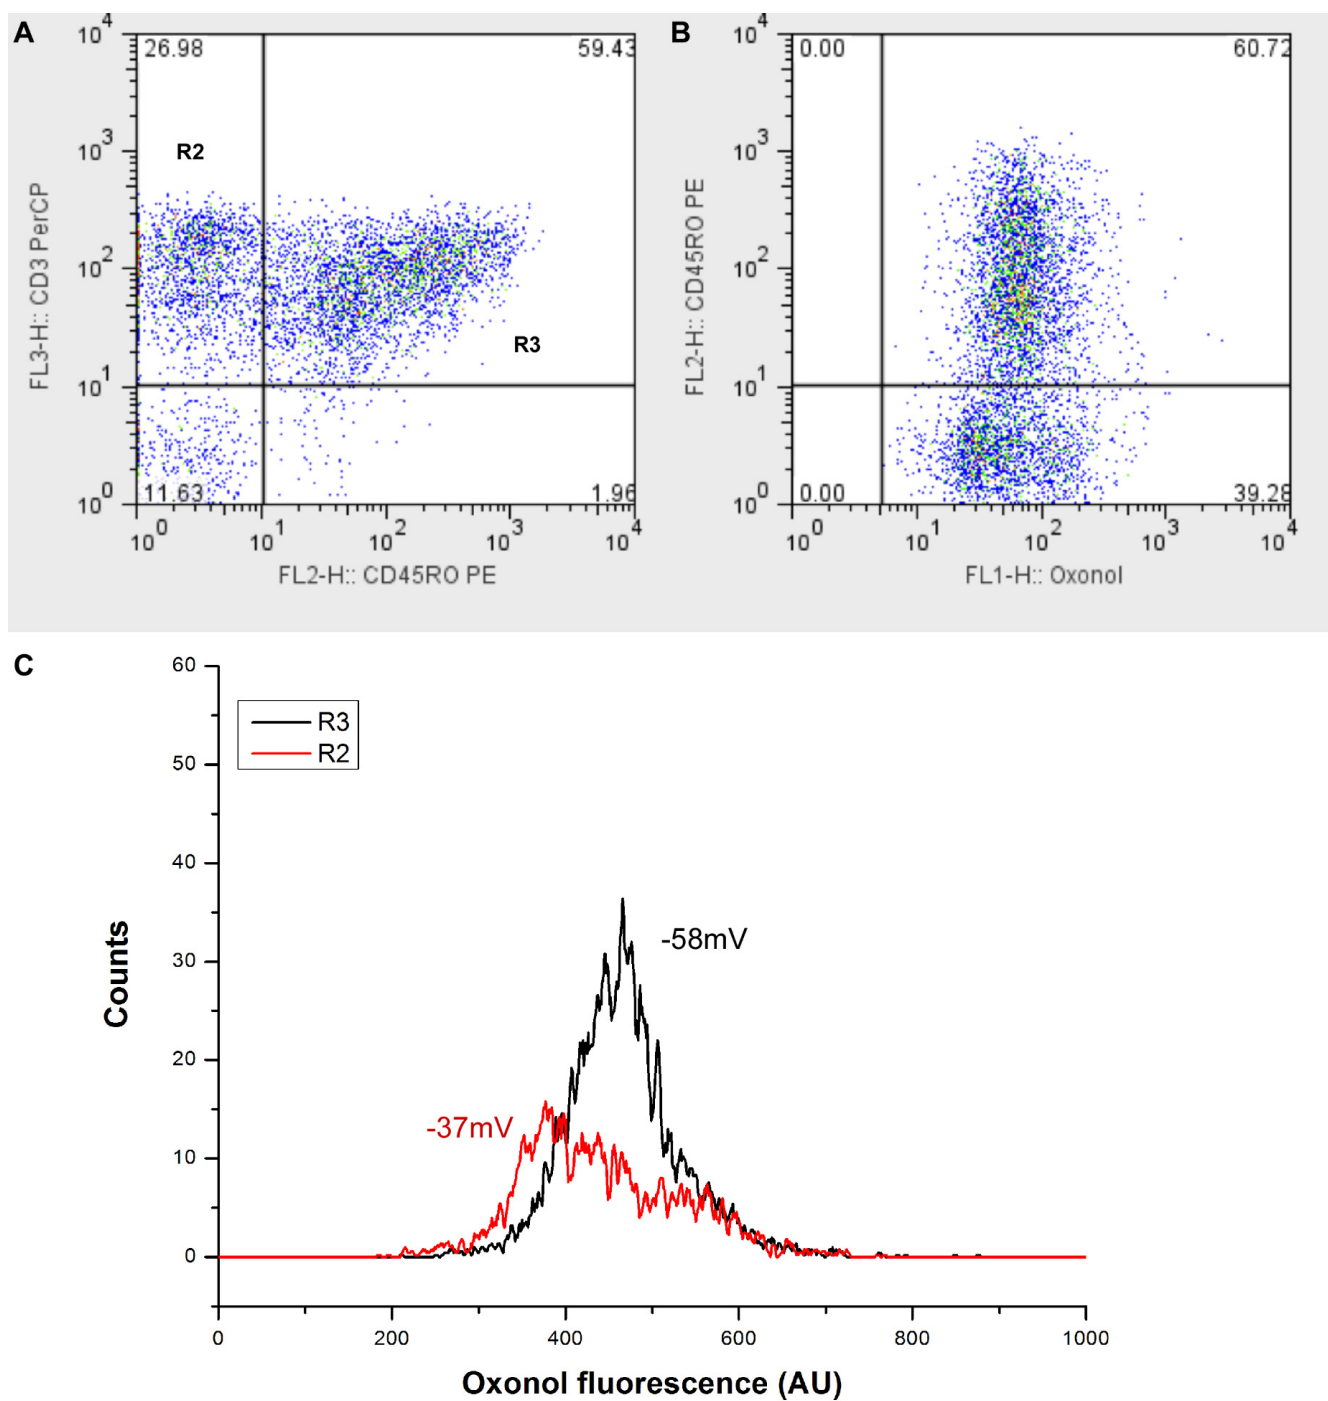 A
10^4
26.98
59.43
10^3
R2
FL3-H:: CD3 PerCP
10^2
R3
10^1
10^0
11.63
1.96
10^0 10^1 10^2 10^3 10^4
FL2-H:: CD45RO PE
B
10^4
0.00
60.72
10^3
FL2-H:: CD45RO PE
10^2
10^1
10^0
0.00
39.28
10^0 10^1 10^2 10^3 10^4
FL1-H:: Oxonol
C
60
R3
R2
50
40
-58mV
Counts
30
20
-37mV
10
0
0 200 400 600 800 1000
Oxonol fluorescence (AU)